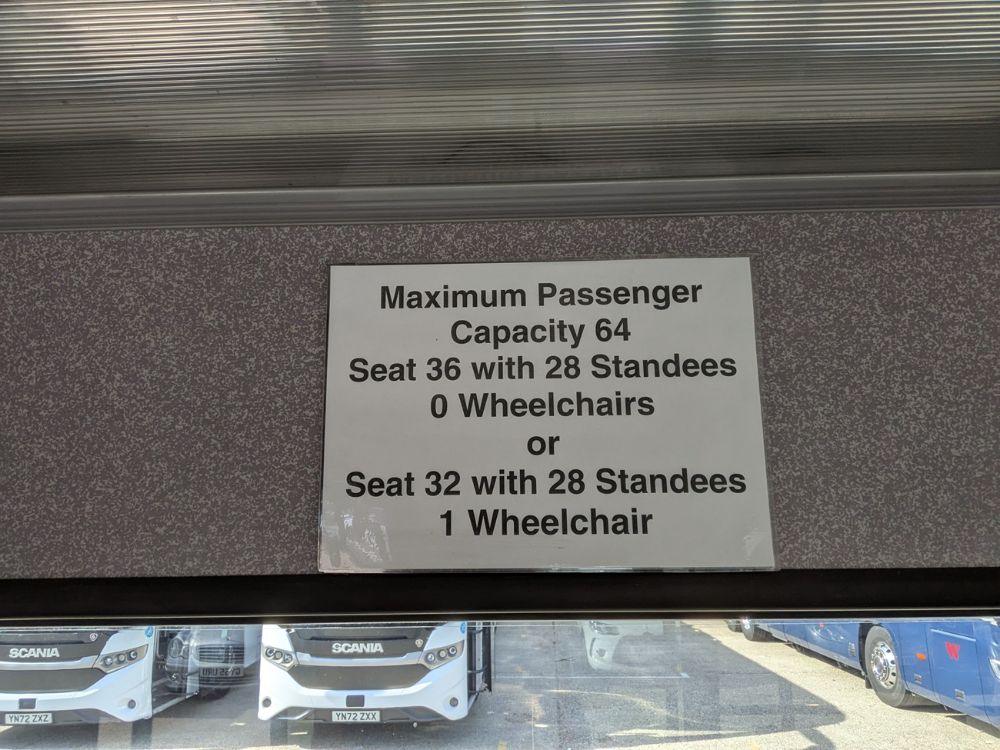 Maximum Passenger
Capacity 64
Seat 36 with 28 Standees
0 Wheelchairs
or
Seat 32 with 28 Standees
1 Wheelchair
SCANIA
SCANIA
YN72 ZXZ
YN72 ZXX
W